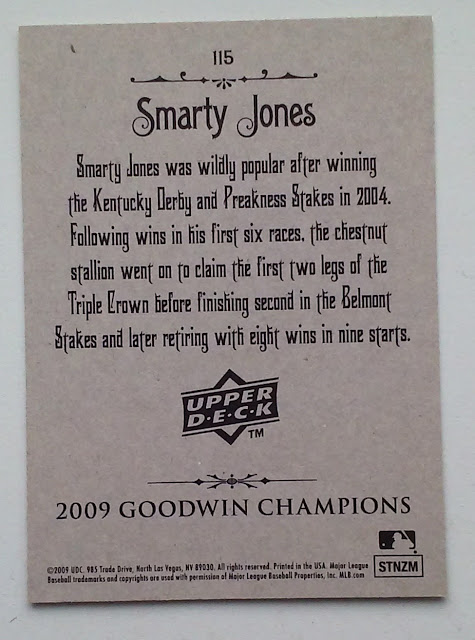 115
Smarty Jones
Smarty Jones was wildly popular after winning
the Kentucky Derby and Preakness Stakes in 2004.
Following wins in his first six races, the chestnut
stallion went on to claim the first two legs of the
Triple Crown before finishing second in the Belmont
Stakes and later retiring with eight wins in nine starts.
UPPER
D·E·C·K
TM
2009 GOODWIN CHAMPIONS
©2009 UDC. 985 Trade Drive, North Las Vegas, NV 89030. All rights reserved. Printed in the USA. Major League
Baseball trademarks and copyrights are used with permission of Major League Baseball Properties, Inc. MLB.com
STNZM